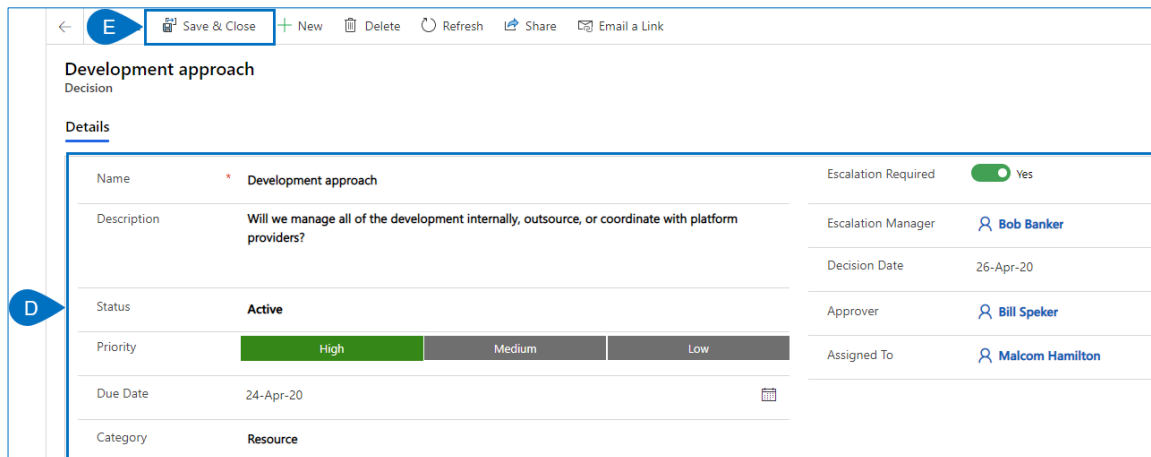 E Save & Close New Delete Refresh Share Email a Link
Development approach
Decision
Details
Name * Development approach
Description Will we manage all of the development internally, outsource, or coordinate with platform
providers?
D
Status Active
Priority High Medium Low
Due Date 24-Apr-20
Category Resource
Escalation Required Yes
Escalation Manager Bob Banker
Decision Date 26-Apr-20
Approver Bill Speker
Assigned To Malcom Hamilton